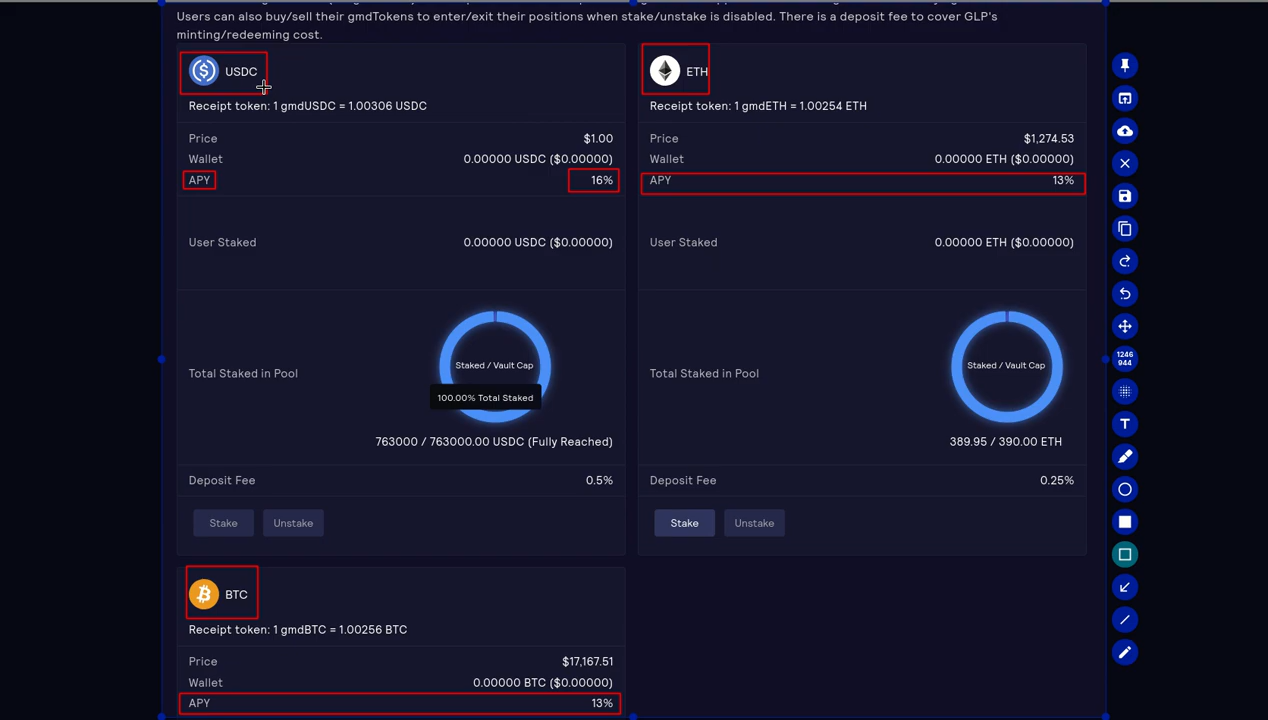 Users can also buy/sell their gmdTokens to enter/exit their positions when stake/unstake is disabled. There is a deposit fee to cover GLP's
minting/redeeming cost.
USDC
Receipt token: 1 gmdUSDC = 1.00306 USDC
Price $1.00
Wallet 0.00000 USDC ($0.00000)
APY 16%
User Staked 0.00000 USDC ($0.00000)
Staked / Vault Cap
Total Staked in Pool
100.00% Total Staked
763000 / 763000.00 USDC (Fully Reached)
Deposit Fee 0.5%
Stake Unstake
ETH
Receipt token: 1 gmdETH = 1.00254 ETH
Price $1,274.53
Wallet 0.00000 ETH ($0.00000)
APY 13%
User Staked 0.00000 ETH ($0.00000)
Staked / Vault Cap
Total Staked in Pool
389.95 / 390.00 ETH
Deposit Fee 0.25%
Stake Unstake
BTC
Receipt token: 1 gmdBTC = 1.00256 BTC
Price $17,167.51
Wallet 0.00000 BTC ($0.00000)
APY 13%
1246
944
T